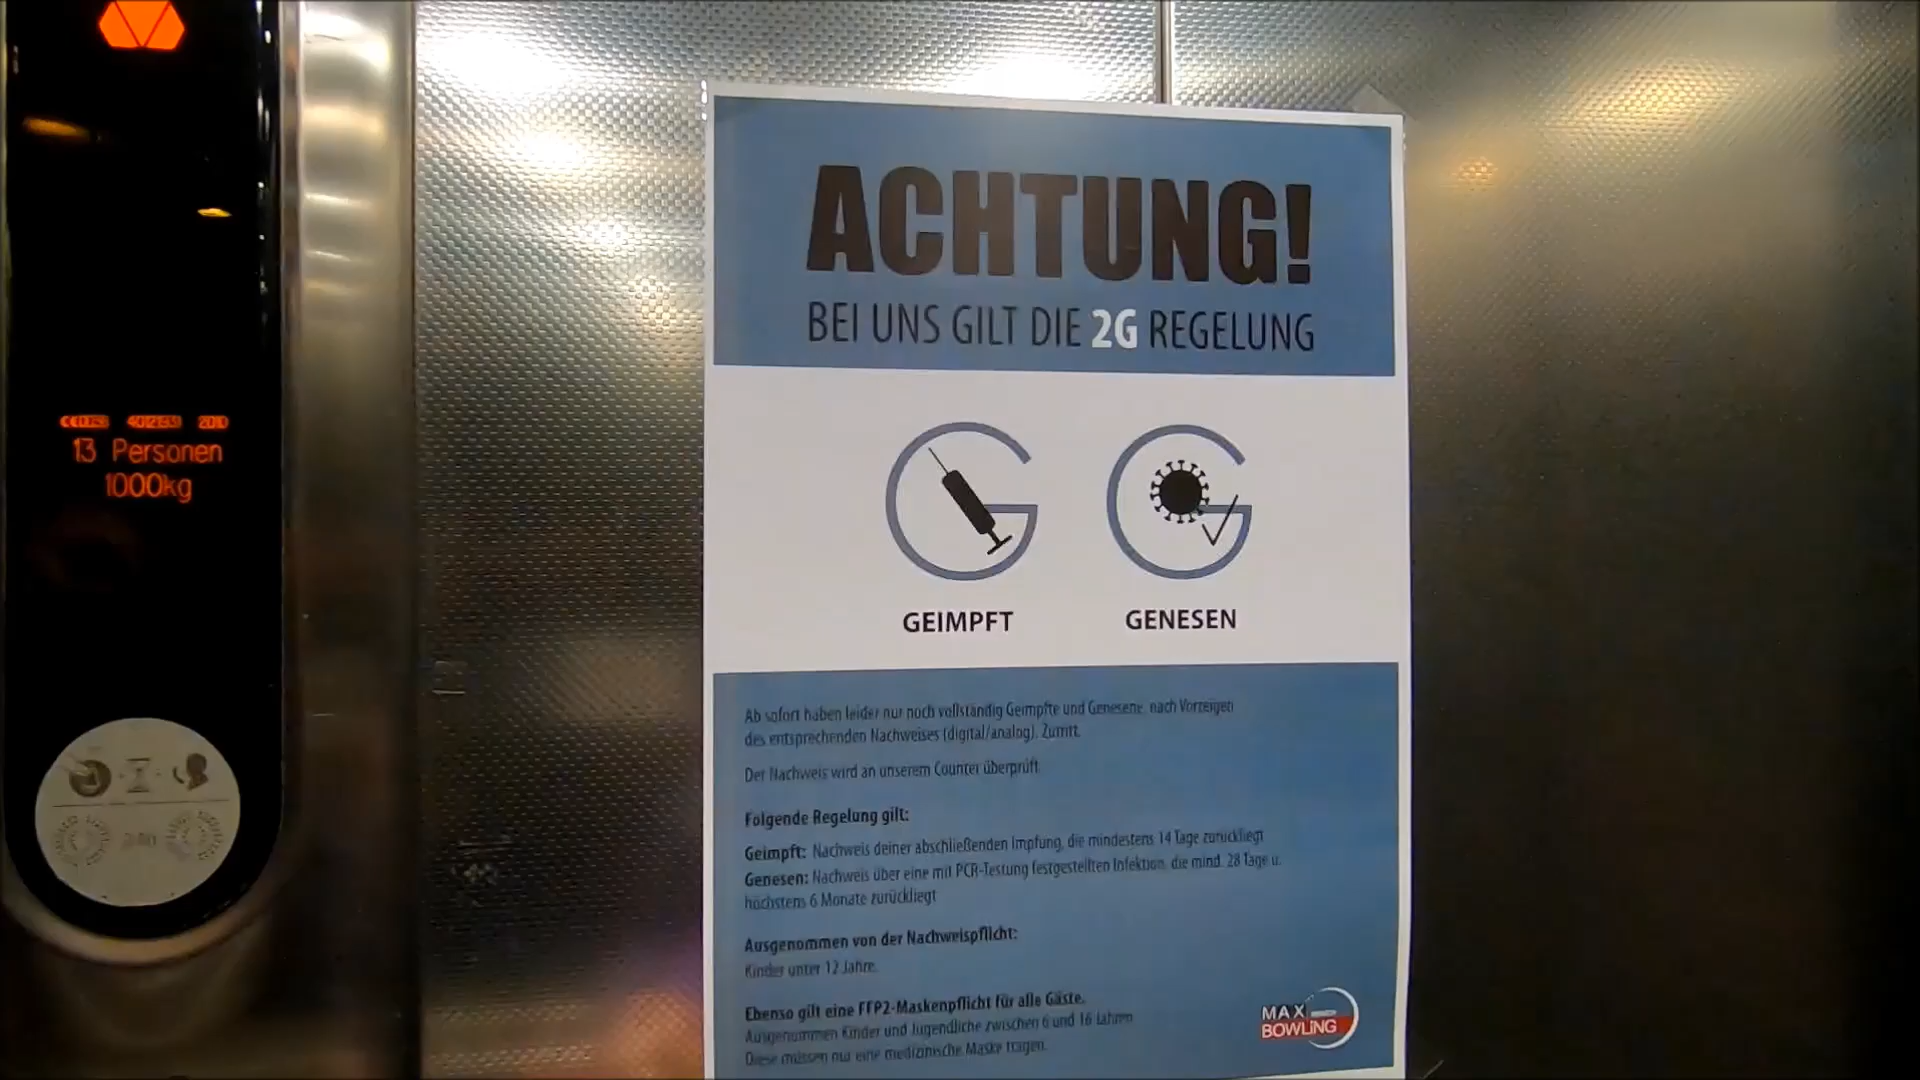 13 Personen
1000kg
ACHTUNG!
BEI UNS GILT DIE 2G REGELUNG
GEIMPFT
GENESEN
Ab sofort haben leider nur noch vollständig Geimpfte und Genesene, nach Vorzeigen
des entsprechenden Nachweises (digital/analog), Zutritt.
Der Nachweis wird an unserem Counter überprüft.
Folgende Regelung gilt:
Geimpft: Nachweis deiner abschließenden Impfung, die mindestens 14 Tage zurückliegt
Genesen: Nachweis über eine mit PCR-Testung festgestellten Infektion, die mind. 28 Tage u.
höchstens 6 Monate zurückliegt
Ausgenommen von der Nachweispflicht:
Kinder unter 12 Jahre.
Ebenso gilt eine FFP2-Maskenpflicht für alle Gäste.
Ausgenommen Kinder und Jugendliche zwischen 6 und 16 Jahren
Diese müssen nur eine medizinische Maske tragen.
MAX
BOWLING